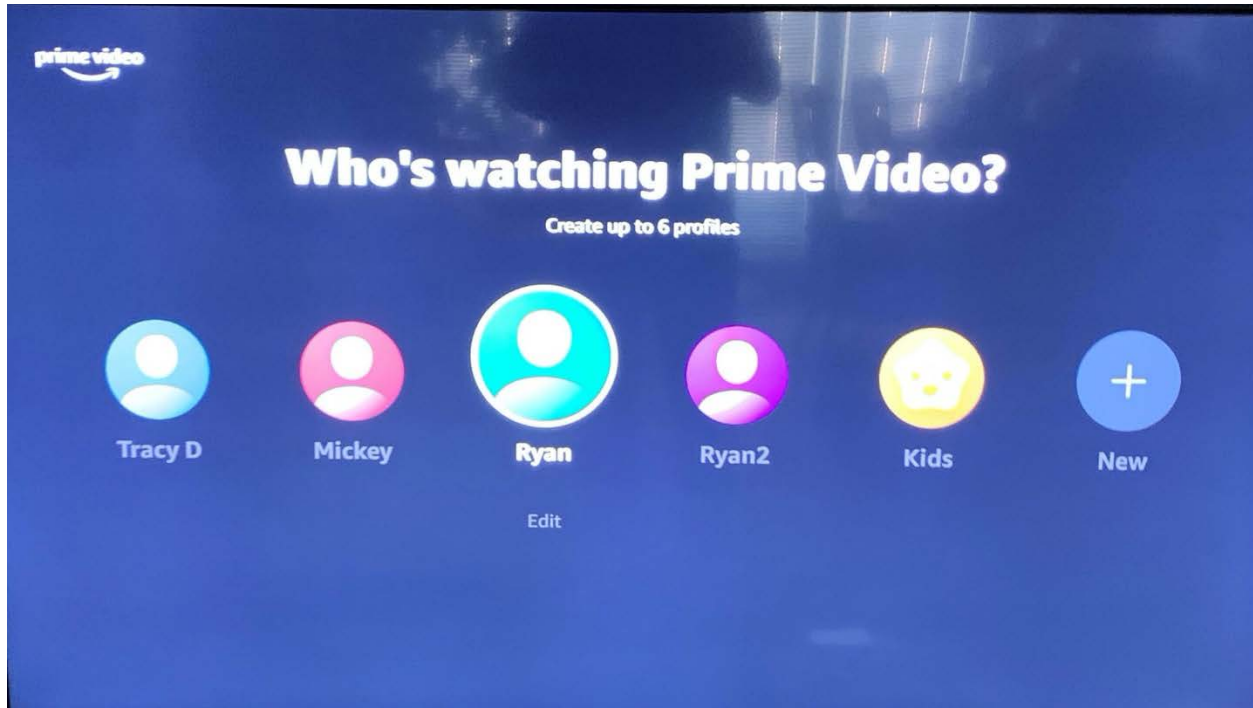 prime video
Who's watching Prime Video?
Create up to 6 profiles
Tracy D
Mickey
Ryan
Ryan2
Kids
New
Edit